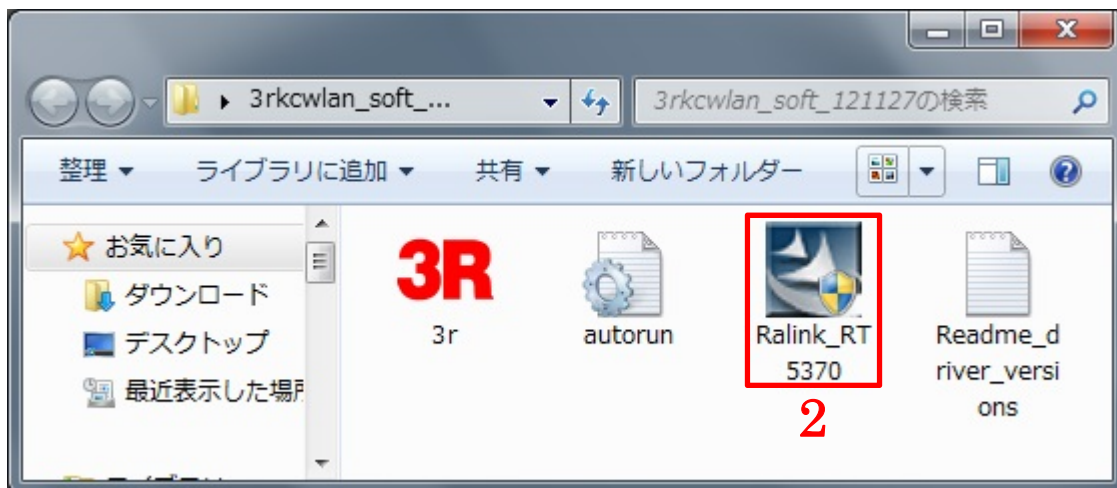 3rkcwlan_soft_...
3rkcwlan_soft_121127の検索
整理
ライブラリに追加
共有
新しいフォルダー
お気に入り
ダウンロード
デスクトップ
最近表示した場所
3R
3r
autorun
Ralink_RT
5370
Readme_d
river_versi
ons
2